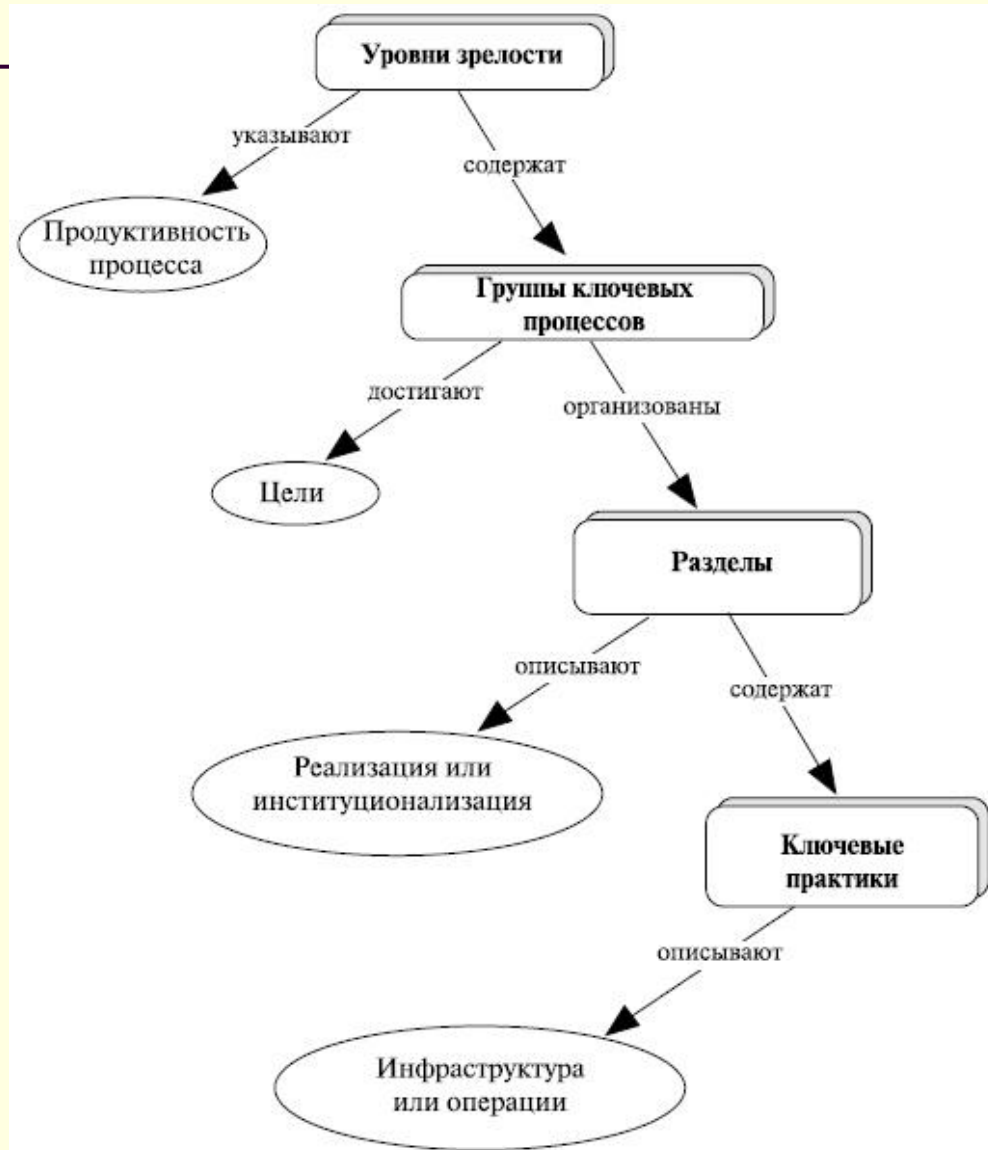 Уровни зрелости
указывают
содержат
Продуктивность
процесса
Группы ключевых
процессов
достигают
организованы
Цели
Разделы
описывают
содержат
Реализация или
институционализация
Ключевые
практики
описывают
Инфраструктура
или операции